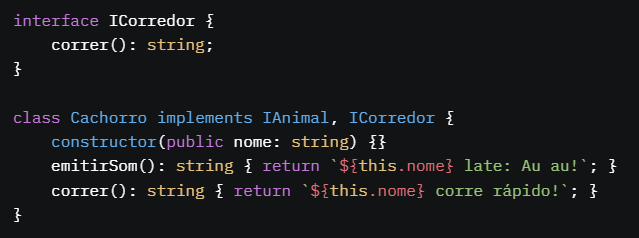 interface ICorredor {
    correr(): string;
}

class Cachorro implements IAnimal, ICorredor {
    constructor(public nome: string) {}
    emitirSom(): string { return `${this.nome} late: Au au!`; }
    correr(): string { return `${this.nome} corre rápido!`; }
}